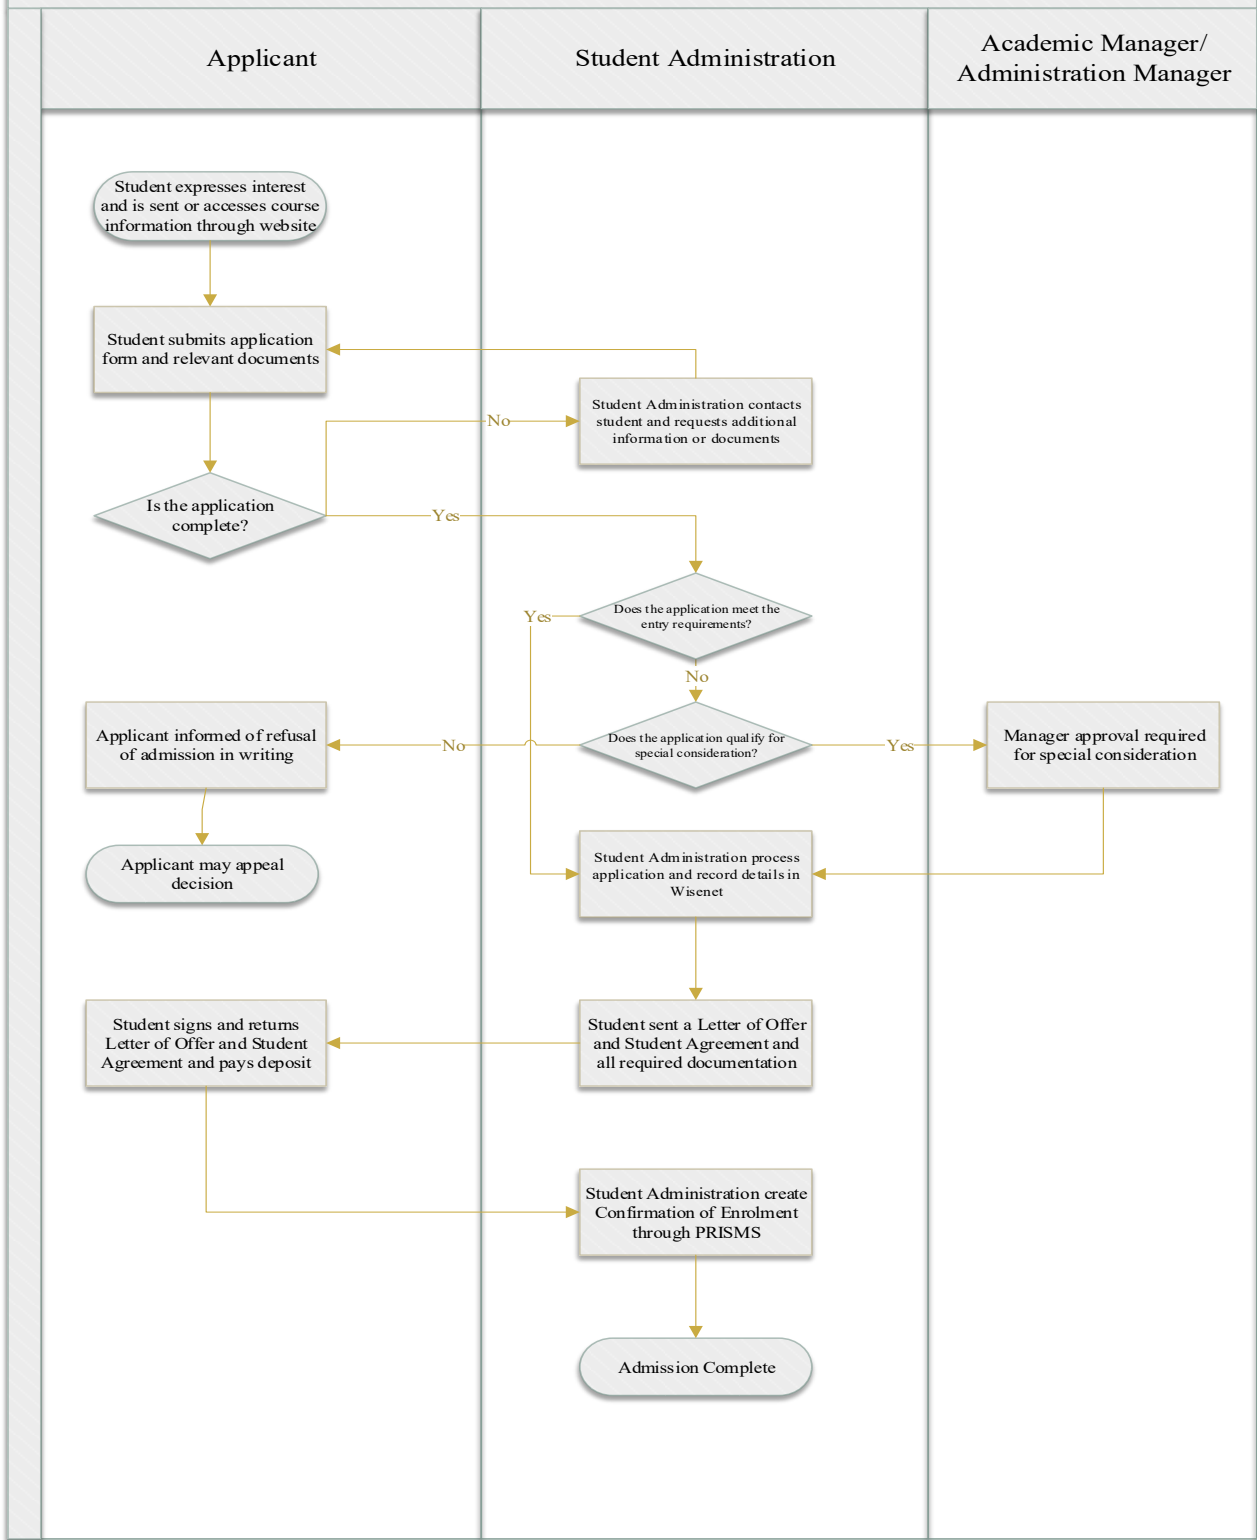 Applicant
Student Administration
Academic Manager/
Administration Manager
Student expresses interest
and is sent or accesses course
information through website
Student submits application
form and relevant documents
Student Administration contacts
student and requests additional
information or documents
No
Is the application
complete?
Yes
Does the application meet the
entry requirements?
Yes
No
Applicant informed of refusal
of admission in writing
No
Does the application qualify for
special consideration?
Yes
Manager approval required
for special consideration
Applicant may appeal
decision
Student Administration process
application and record details in
Wisenet
Student signs and returns
Letter of Offer and Student
Agreement and pays deposit
Student sent a Letter of Offer
and Student Agreement and
all required documentation
Student Administration create
Confirmation of Enrolment
through PRISMS
Admission Complete